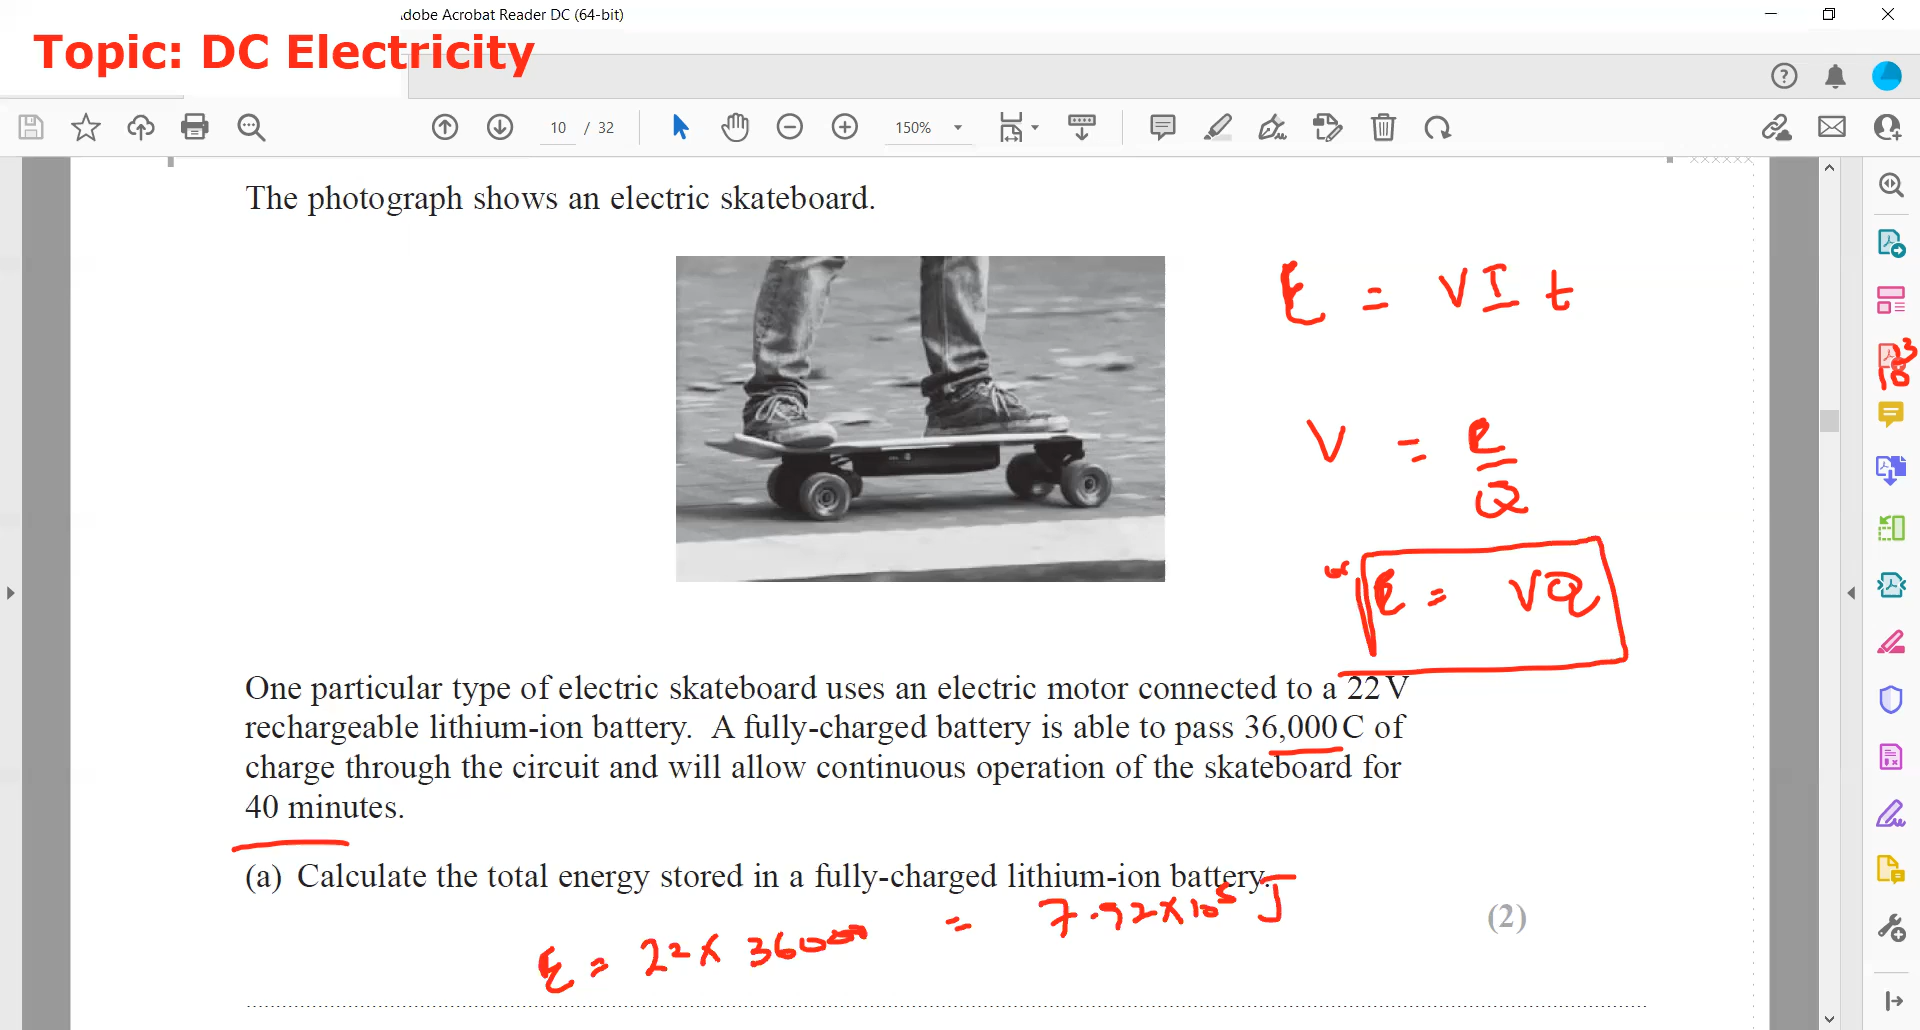 Adobe Acrobat Reader DC (64-bit)
Topic: DC Electricity
10 / 32
150%
The photograph shows an electric skateboard.
E = VIt
V = E
Q
or E = VQ
One particular type of electric skateboard uses an electric motor connected to a 22 V
rechargeable lithium-ion battery. A fully-charged battery is able to pass 36,000 C of
charge through the circuit and will allow continuous operation of the skateboard for
40 minutes.
(a) Calculate the total energy stored in a fully-charged lithium-ion battery.
E = 22 x 36000 = 7.92 x 10⁵ J
(2)